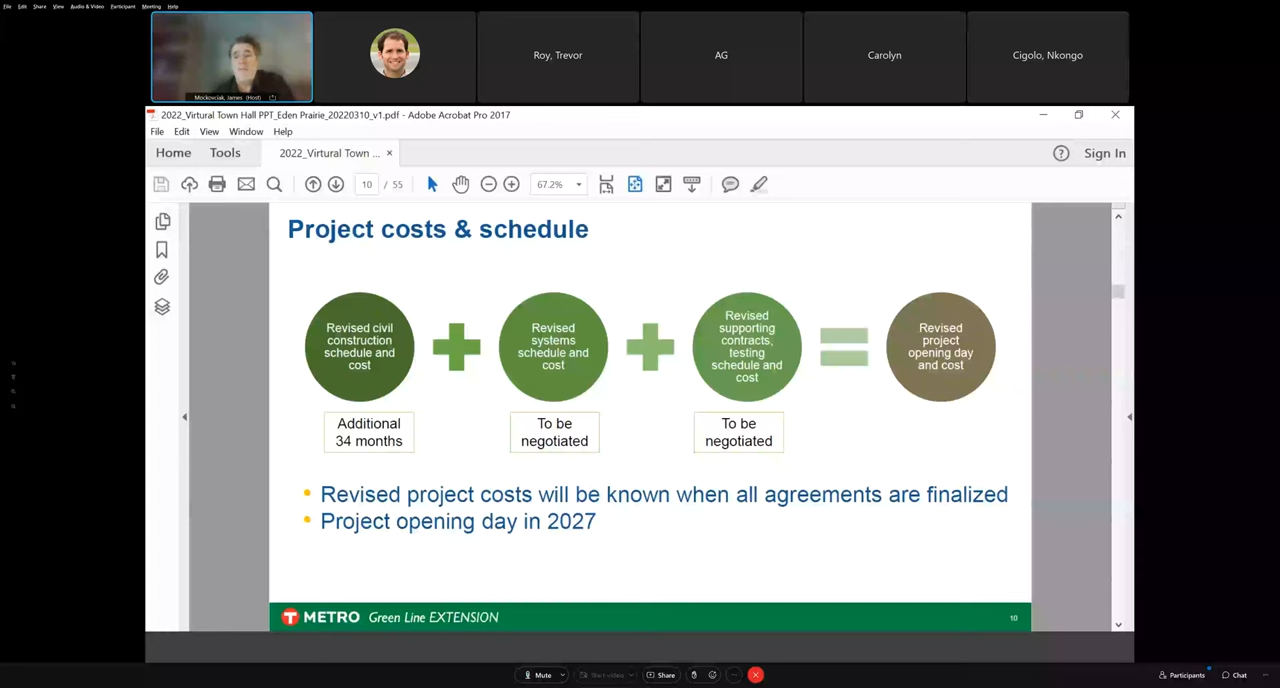 File Edit Share View Audio & Video Participant Meeting Help
Mockovciak, James (Host)
Roy, Trevor
AG
Carolyn
Cigolo, Nkongo
2022_Virtural Town Hall PPT_Eden Prairie_20220310_v1.pdf - Adobe Acrobat Pro 2017
File Edit View Window Help
Home Tools 2022_Virtural Town ... × ? Sign In
10 / 55 67.2%
Project costs & schedule
Revised civil
construction
schedule and
cost
Revised
systems
schedule and
cost
Revised
supporting
contracts,
testing
schedule and
cost
Revised
project
opening day
and cost
Additional
34 months
To be
negotiated
To be
negotiated
• Revised project costs will be known when all agreements are finalized
• Project opening day in 2027
T METRO Green Line EXTENSION
10
Mute Start video Share Participants Chat